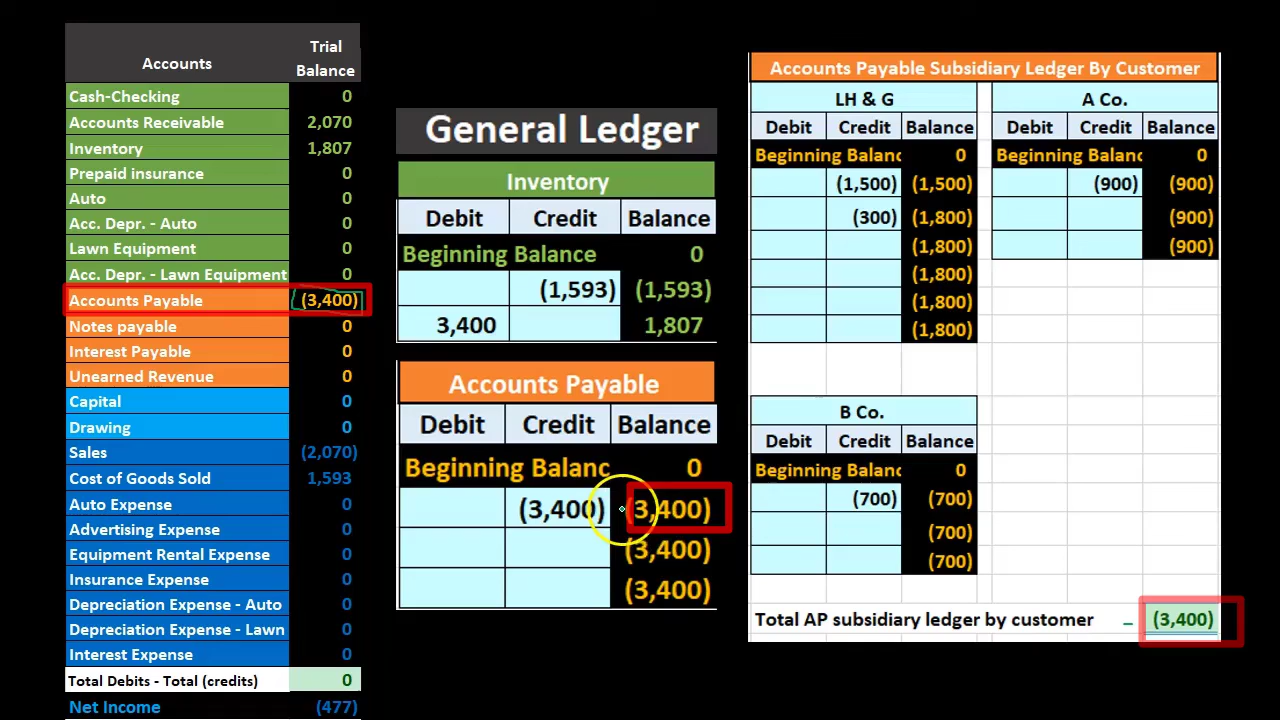 Accounts Trial Balance
Cash-Checking 0
Accounts Receivable 2,070
Inventory 1,807
Prepaid insurance 0
Auto 0
Acc. Depr. - Auto 0
Lawn Equipment 0
Acc. Depr. - Lawn Equipment 0
Accounts Payable (3,400)
Notes payable 0
Interest Payable 0
Unearned Revenue 0
Capital 0
Drawing 0
Sales (2,070)
Cost of Goods Sold 1,593
Auto Expense 0
Advertising Expense 0
Equipment Rental Expense 0
Insurance Expense 0
Depreciation Expense - Auto 0
Depreciation Expense - Lawn 0
Interest Expense 0
Total Debits - Total (credits) 0
Net Income (477)
General Ledger
Inventory
Debit Credit Balance
Beginning Balance 0
(1,593) (1,593)
3,400 1,807
Accounts Payable
Debit Credit Balance
Beginning Balanc 0
(3,400) (3,400)
(3,400)
(3,400)
Accounts Payable Subsidiary Ledger By Customer
LH & G
Debit Credit Balance
Beginning Balanc 0
(1,500) (1,500)
(300) (1,800)
(1,800)
(1,800)
(1,800)
(1,800)
A Co.
Debit Credit Balance
Beginning Balanc 0
(900) (900)
(900)
(900)
B Co.
Debit Credit Balance
Beginning Balanc 0
(700) (700)
(700)
(700)
Total AP subsidiary ledger by customer (3,400)